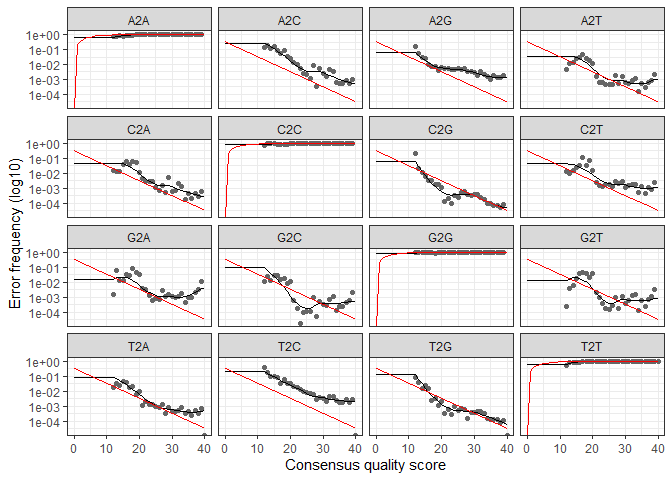 A2A A2C A2G A2T
1e+00
1e-01
1e-02
1e-03
1e-04
C2A C2C C2G C2T
1e+00
1e-01
1e-02
1e-03
1e-04
G2A G2C G2G G2T
1e+00
1e-01
1e-02
1e-03
1e-04
T2A T2C T2G T2T
1e+00
1e-01
1e-02
1e-03
1e-04
0 10 20 30 40 0 10 20 30 40 0 10 20 30 40 0 10 20 30 40
Consensus quality score
Error frequency (log10)